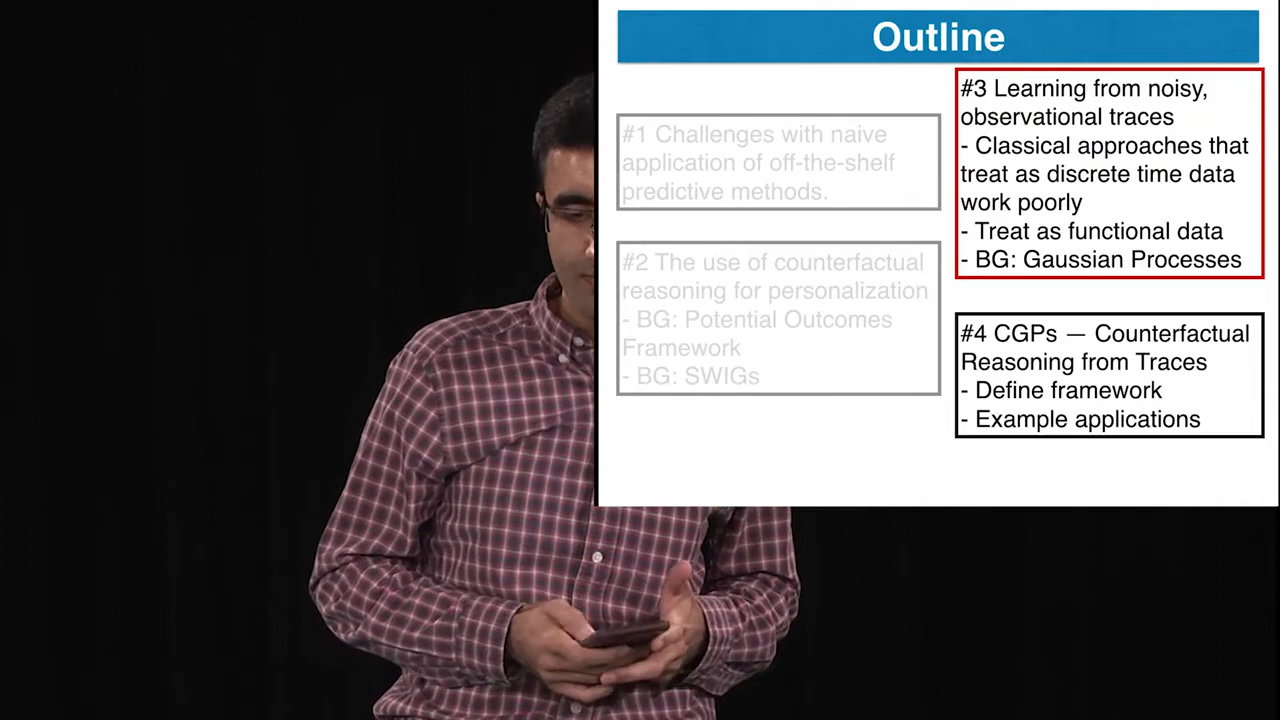 Outline
#1 Challenges with naive
application of off-the-shelf
predictive methods.
#2 The use of counterfactual
reasoning for personalization
- BG: Potential Outcomes
Framework
- BG: SWIGs
#3 Learning from noisy,
observational traces
- Classical approaches that
treat as discrete time data
work poorly
- Treat as functional data
- BG: Gaussian Processes
#4 CGPs — Counterfactual
Reasoning from Traces
- Define framework
- Example applications